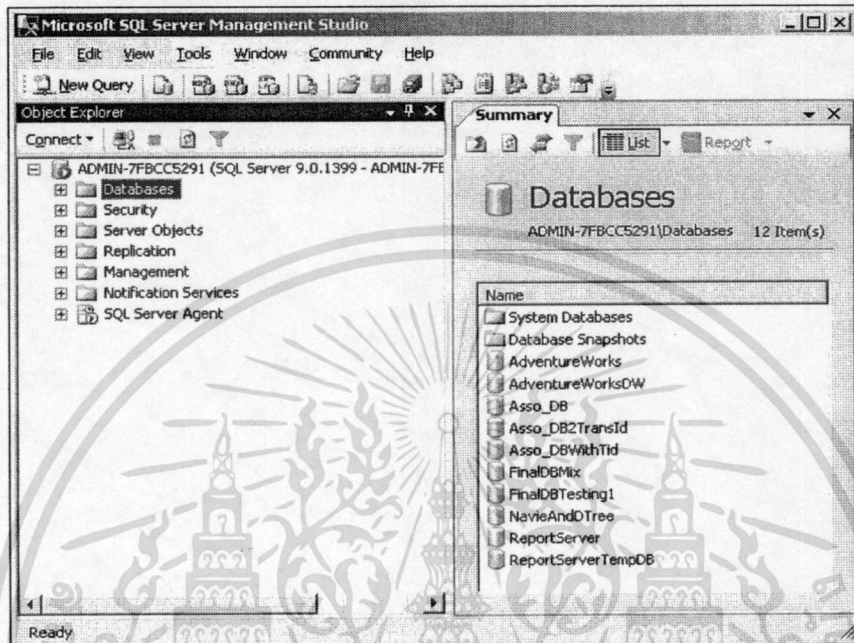 Microsoft SQL Server Management Studio
File Edit View Tools Window Community Help
New Query
Object Explorer
Connect
ADMIN-7FBCC5291 (SQL Server 9.0.1399 - ADMIN-7FE
Databases
Security
Server Objects
Replication
Management
Notification Services
SQL Server Agent
Summary
List Report
Databases
ADMIN-7FBCC5291\Databases 12 Item(s)
Name
System Databases
Database Snapshots
AdventureWorks
AdventureWorksDW
Asso_DB
Asso_DB2TransId
Asso_DBWithTid
FinalDBMix
FinalDBTesting1
NavieAndDTree
ReportServer
ReportServerTempDB
Ready